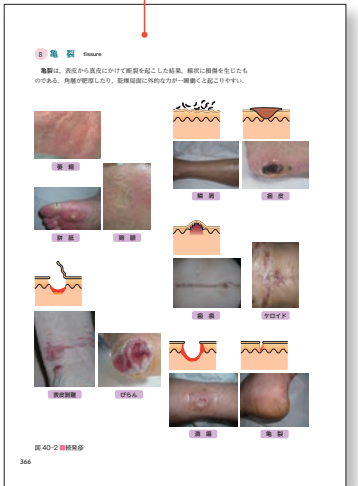 8 亀裂 fissure
亀裂は，表皮から真皮にかけて断裂を起こした結果，線状に損傷を生じたも
のである．角層が肥厚したり，乾燥局面に外的な力が一瞬働くと起こりやすい．
萎縮
鱗屑
痂皮
胼胝
瘢痕
ケロイド
表皮剥離
びらん
潰瘍
亀裂
図 40-2 続発疹
366